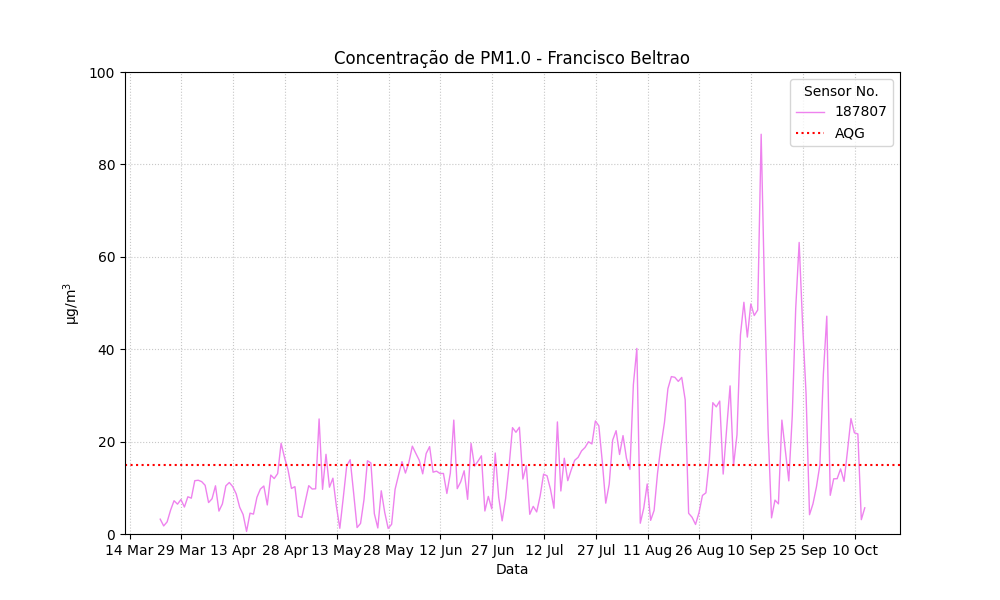 Concentração de PM1.0 - Francisco Beltrao
Sensor No.
187807
AQG
100
80
60
40
20
0
µg/m³
14 Mar 29 Mar 13 Apr 28 Apr 13 May 28 May 12 Jun 27 Jun 12 Jul 27 Jul 11 Aug 26 Aug 10 Sep 25 Sep 10 Oct
Data